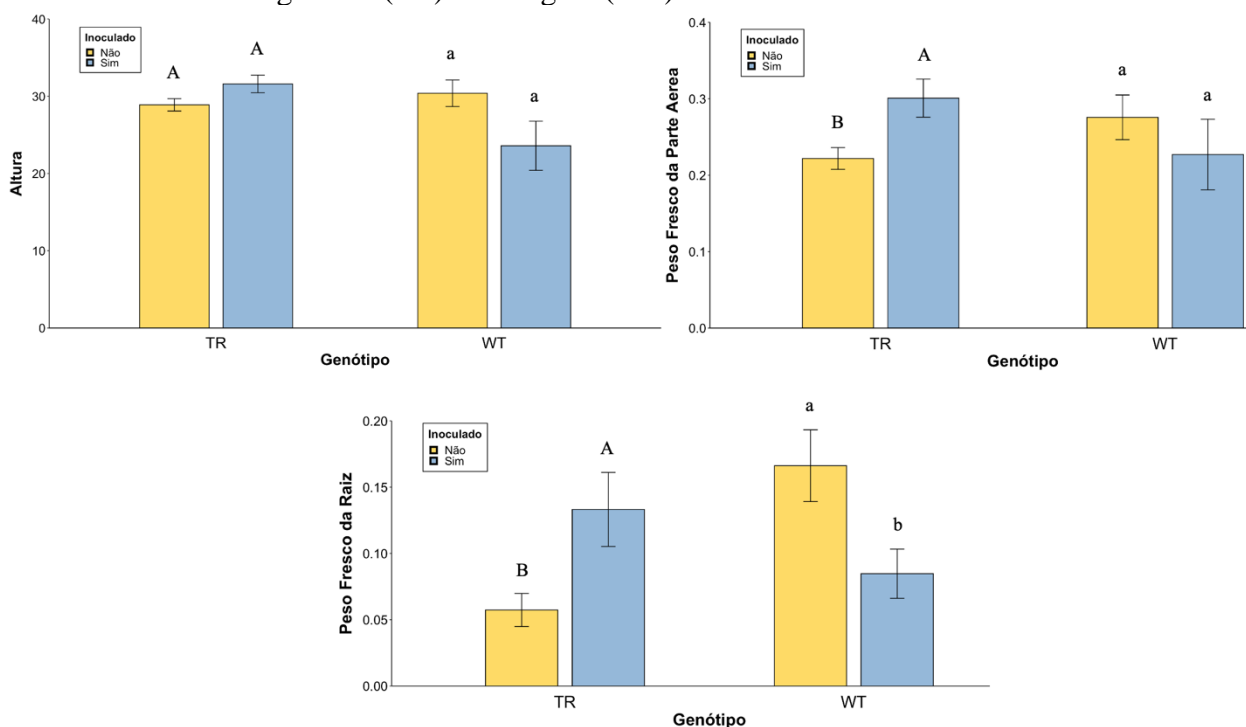 40
30
20
10
0
Altura
Inoculado
Não
Sim
A
A
a
a
TR
WT
Genótipo
0.4
0.3
0.2
0.1
0.0
Peso Fresco da Parte Aerea
Inoculado
Não
Sim
B
A
a
a
TR
WT
Genótipo
0.20
0.15
0.10
0.05
0.00
Peso Fresco da Raiz
Inoculado
Não
Sim
B
A
a
b
TR
WT
Genótipo